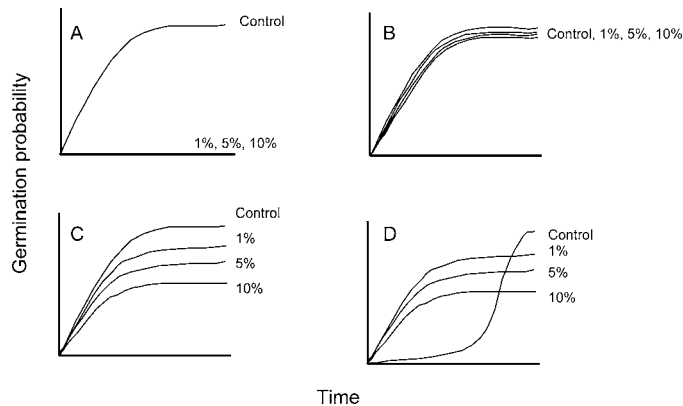 Germination probability
A
Control
1%, 5%, 10%
B
Control, 1%, 5%, 10%
C
Control
1%
5%
10%
D
Control
1%
5%
10%
Time